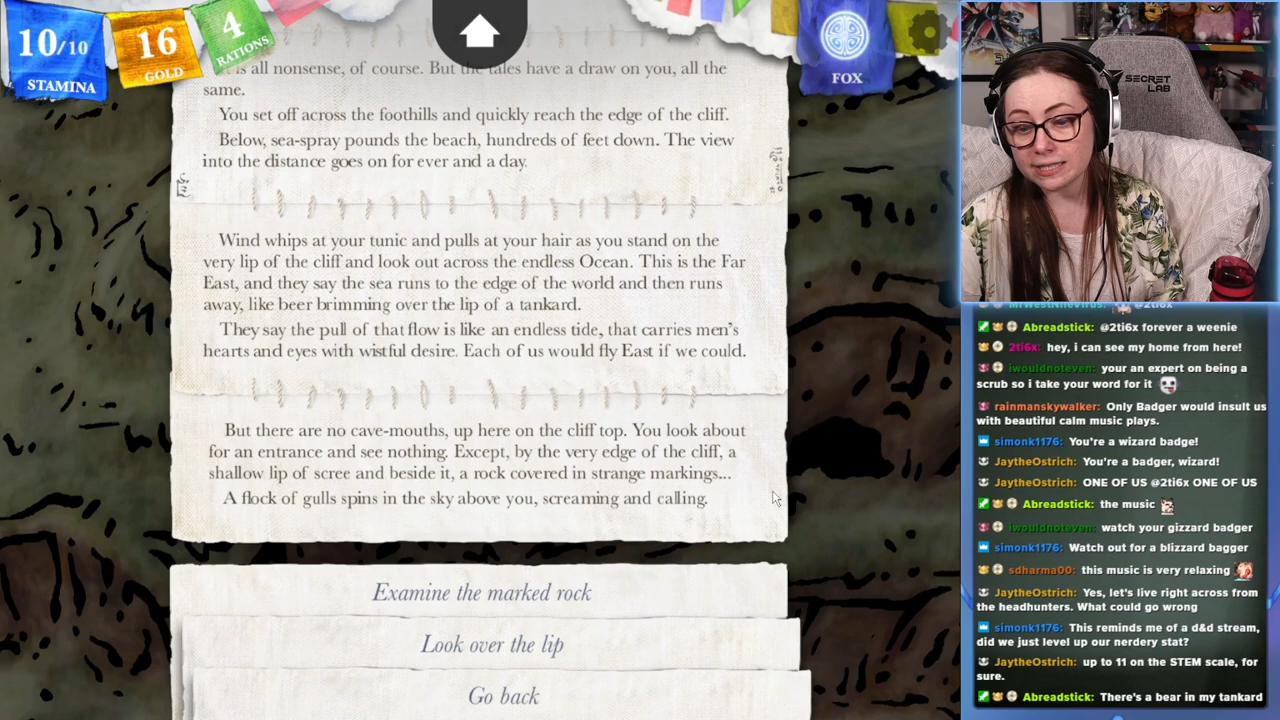 10/10
STAMINA
16
GOLD
4
RATIONS
FOX
SECRET
LAB
is all nonsense, of course. But the tales have a draw on you, all the
same.
You set off across the foothills and quickly reach the edge of the cliff.
Below, sea-spray pounds the beach, hundreds of feet down. The view
into the distance goes on for ever and a day.
Wind whips at your tunic and pulls at your hair as you stand on the
very lip of the cliff and look out across the endless Ocean. This is the Far
East, and they say the sea runs to the edge of the world and then runs
away, like beer brimming over the lip of a tankard.
They say the pull of that flow is like an endless tide, that carries men's
hearts and eyes with wistful desire. Each of us would fly East if we could.
But there are no cave-mouths, up here on the cliff top. You look about
for an entrance and see nothing. Except, by the very edge of the cliff, a
shallow lip of scree and beside it, a rock covered in strange markings...
A flock of gulls spins in the sky above you, screaming and calling.
Examine the marked rock
Look over the lip
Go back
@2ti6x
Abreadstick: @2ti6x forever a weenie
2ti6x: hey, i can see my home from here!
iwouldnoteven: your an expert on being a
scrub so i take your word for it
rainmanskywalker: Only Badger would insult us
with beautiful calm music plays.
simonk1176: You're a wizard badge!
JaytheOstrich: You're a badger, wizard!
JaytheOstrich: ONE OF US @2ti6x ONE OF US
Abreadstick: the music
iwouldnoteven: watch your gizzard badger
simonk1176: Watch out for a blizzard bagger
sdharma00: this music is very relaxing
JaytheOstrich: Yes, let's live right across from
the headhunters. What could go wrong
simonk1176: This reminds me of a d&d stream,
did we just level up our nerdery stat?
JaytheOstrich: up to 11 on the STEM scale, for
sure.
Abreadstick: There's a bear in my tankard